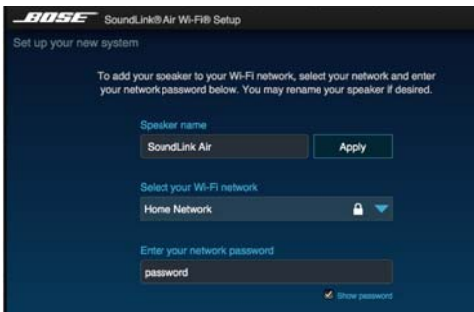 BOSE SoundLink® Air Wi-Fi® Setup
Set up your new system
To add your speaker to your Wi-Fi network, select your network and enter
your network password below. You may rename your speaker if desired.
Speaker name
SoundLink Air Apply
Select your Wi-Fi network
Home Network
Enter your network password
password
Show password